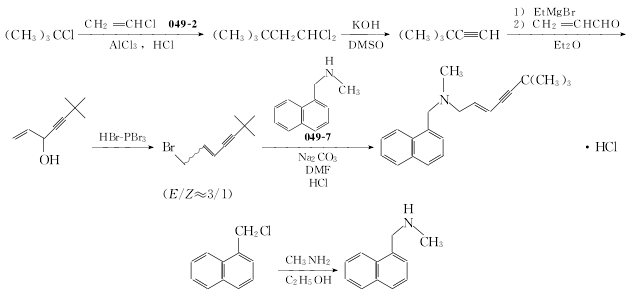 (CH₃)₃CCl CH₂=CHCl 049-2 AlCl₃, HCl (CH₃)₃CCH₂CHCl₂ KOH DMSO (CH₃)₃CC≡CH 1) EtMgBr 2) CH₂=CHCHO Et₂O
OH HBr-PBr₃ Br (E/Z≈3/1) H N CH₃ 049-7 Na₂CO₃ DMF HCl CH₃ N C(CH₃)₃ • HCl
CH₂Cl CH₃NH₂ C₂H₅OH H N CH₃